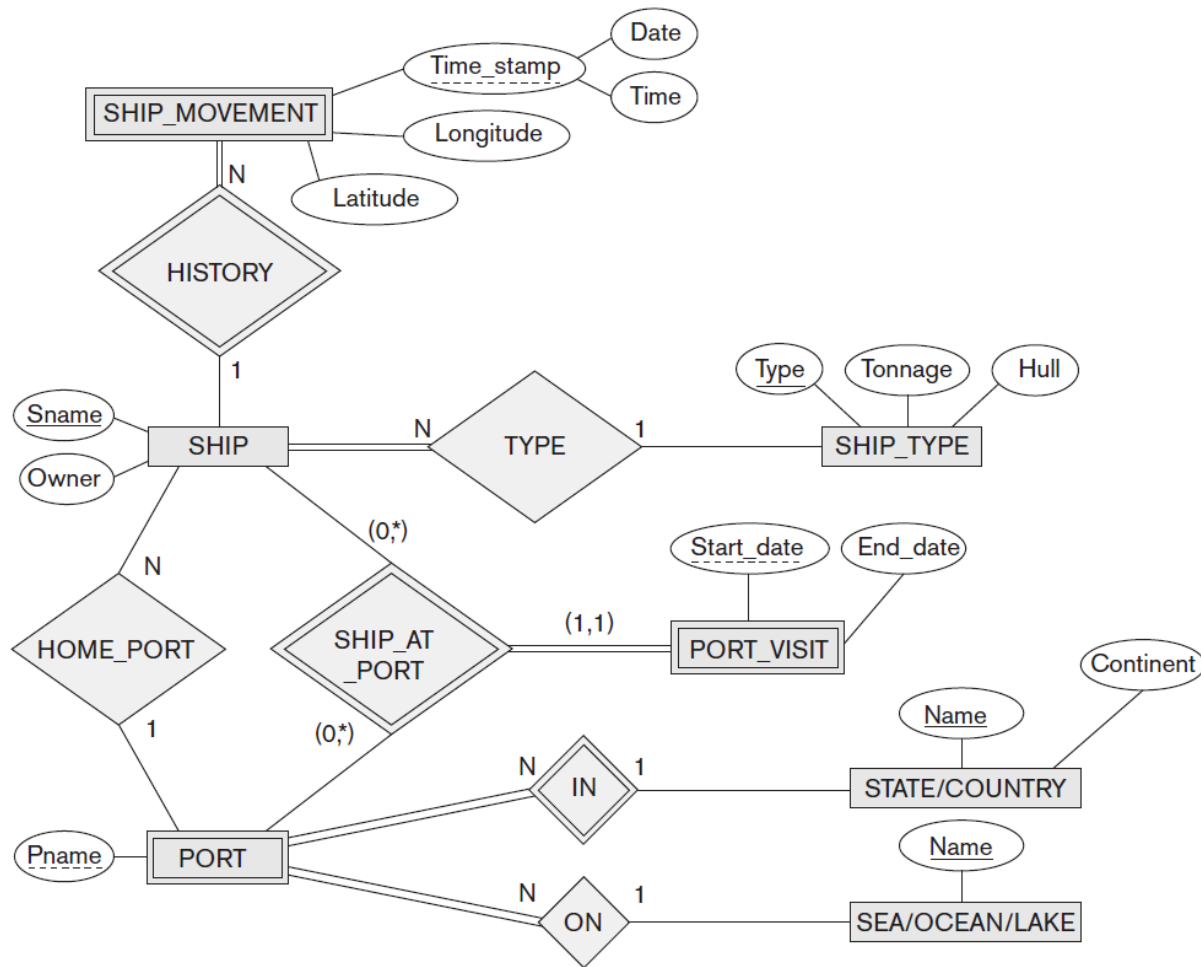 Date
Time_stamp
Time
SHIP_MOVEMENT
Longitude
N
Latitude
HISTORY
1
Type
Tonnage
Hull
Sname
N
1
SHIP
TYPE
SHIP_TYPE
Owner
(0,*)
Start_date
End_date
N
(1,1)
HOME_PORT
SHIP_AT
_PORT
PORT_VISIT
Continent
1
(0,*)
Name
N
1
IN
STATE/COUNTRY
Pname
PORT
Name
N
1
ON
SEA/OCEAN/LAKE